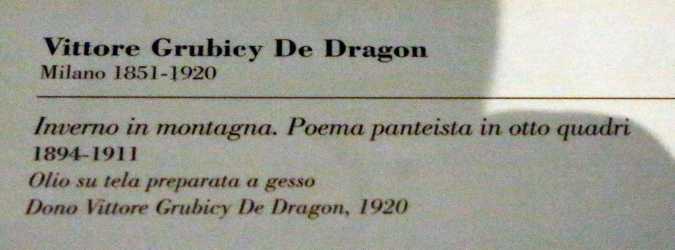 Vittore Grubicy De Dragon
Milano 1851-1920
Inverno in montagna. Poema panteista in otto quadri
1894-1911
Olio su tela preparata a gesso
Dono Vittore Grubicy De Dragon, 1920